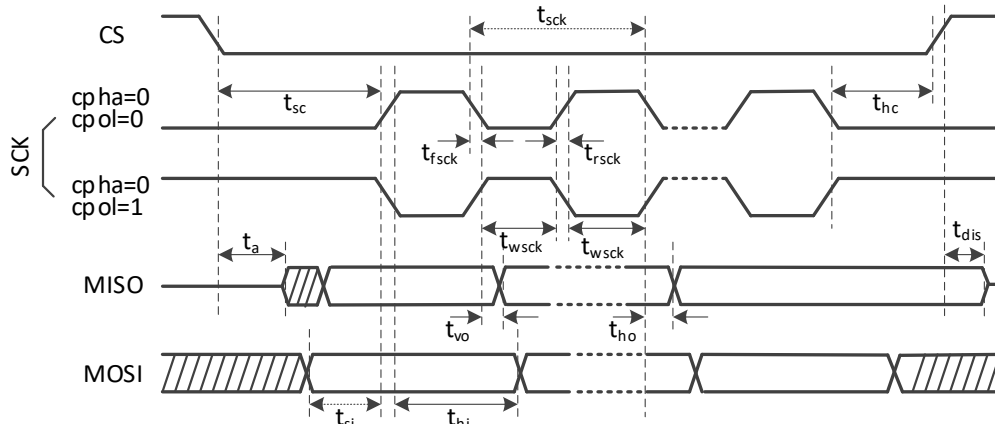 t_sck
CS
t_sc
t_hc
SCK
cpha=0
cpol=0
t_fsck
t_rsck
cpha=0
cpol=1
t_a
t_wsck
t_wsck
t_dis
MISO
t_vo
t_ho
MOSI
t_si
t_hi